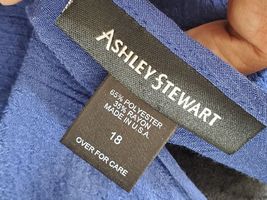 ASHLEY STEWART
65% POLYESTER
35% RAYON
MADE IN U.S.A.
18
OVER FOR CARE